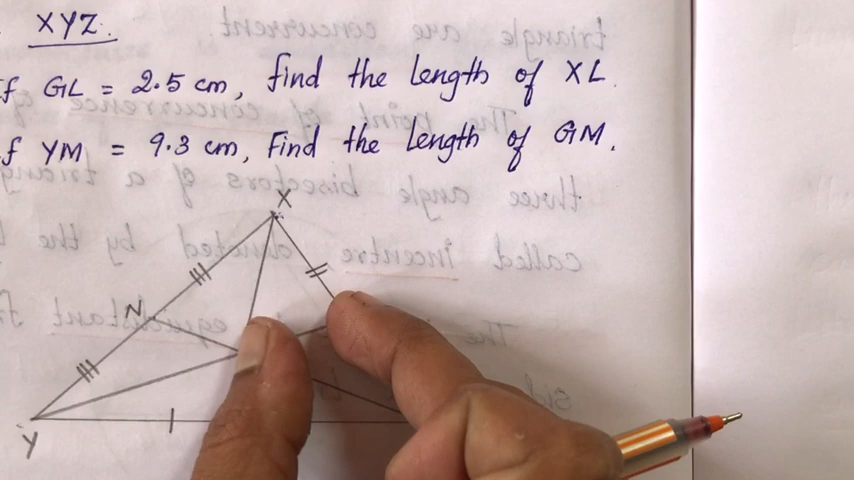 XYZ.
If GL = 2.5 cm, find the length of XL.
If YM = 9.3 cm, Find the length of GM.
X
N
Y